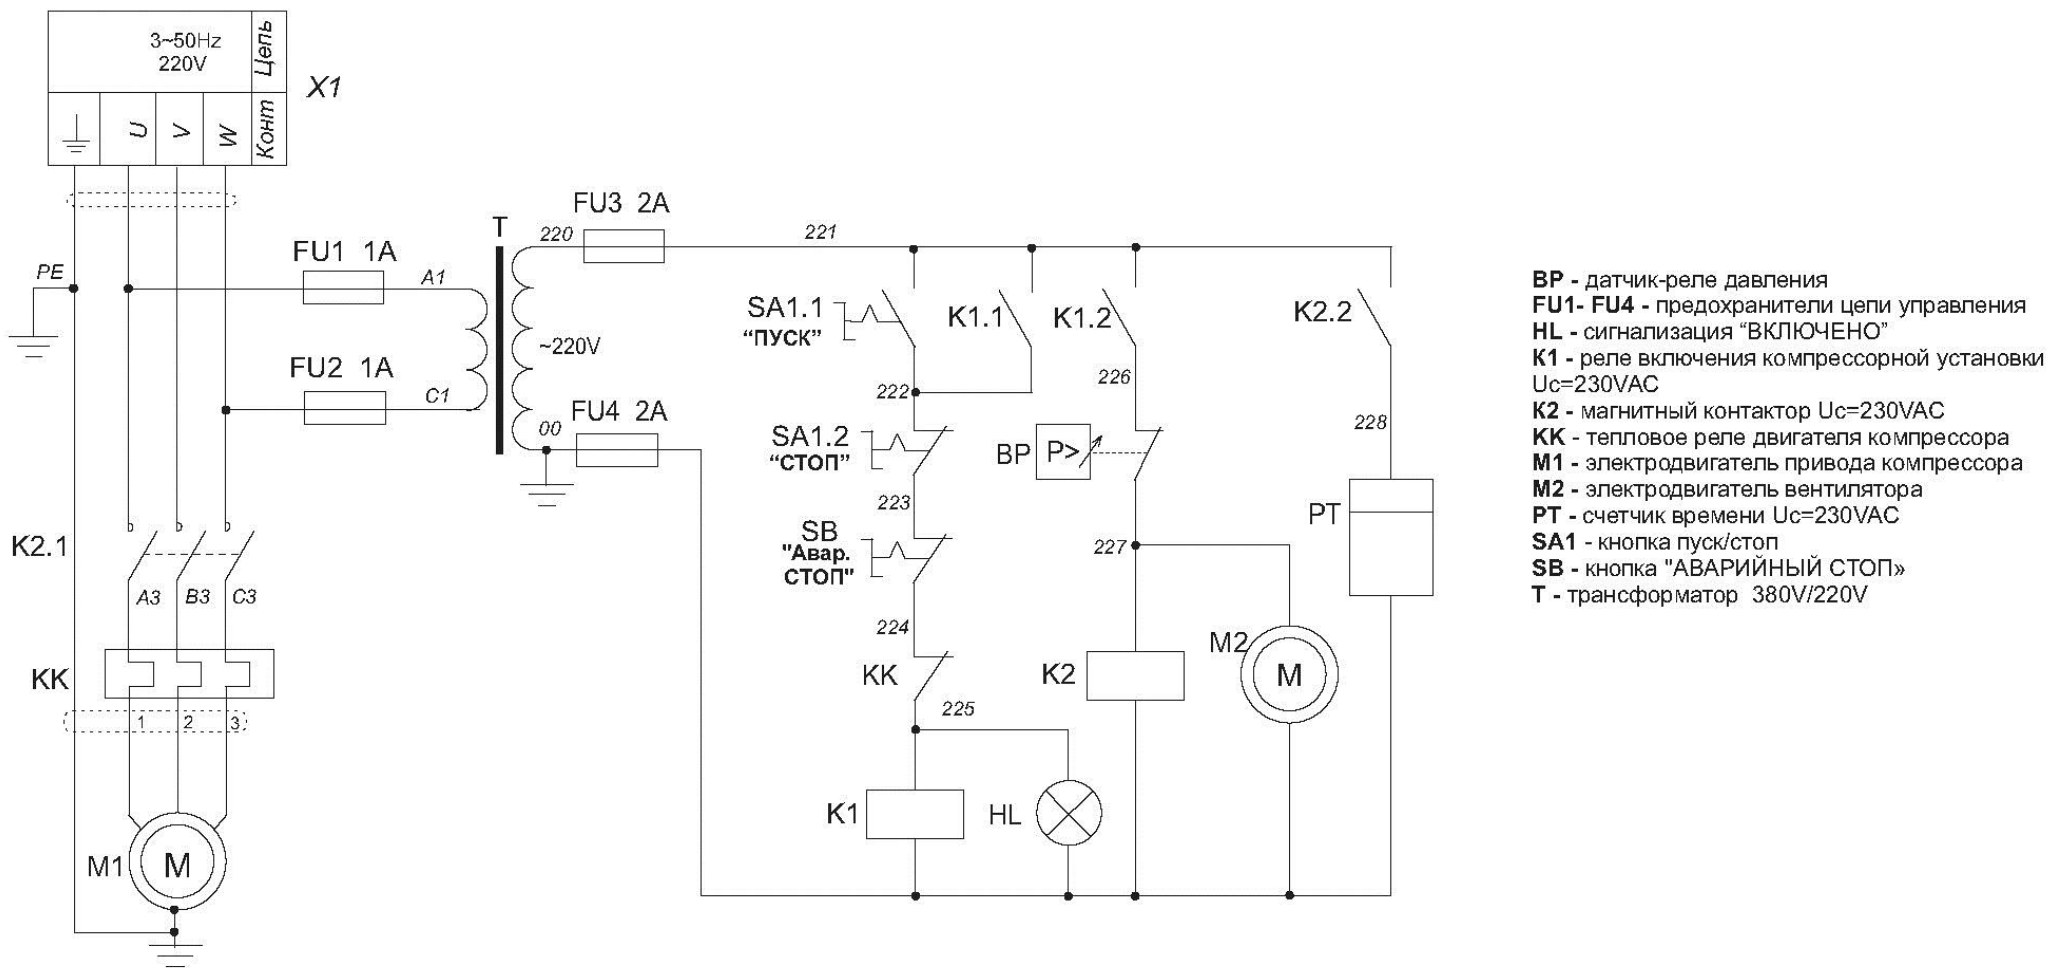 3~50Hz
220V
Цепь
X1
U
V
W
Конт
PE
FU1 1A
A1
FU2 1A
C1
T
220
~220V
00
FU3 2A
FU4 2A
221
SA1.1
“ПУСК”
K1.1
K1.2
K2.2
222
226
228
SA1.2
“СТОП”
BP
P>
223
SB
"Авар.
СТОП"
227
PT
224
KK
225
K2
M2
M
K1
HL
K2.1
A3
B3
C3
KK
1
2
3
M1
M
BP - датчик-реле давления
FU1- FU4 - предохранители цепи управления
HL - сигнализация “ВКЛЮЧЕНО”
K1 - реле включения компрессорной установки
Uc=230VAC
K2 - магнитный контактор Uc=230VAC
KK - тепловое реле двигателя компрессора
M1 - электродвигатель привода компрессора
M2 - электродвигатель вентилятора
PT - счетчик времени Uc=230VAC
SA1 - кнопка пуск/стоп
SB - кнопка "АВАРИЙНЫЙ СТОП»
T - трансформатор 380V/220V